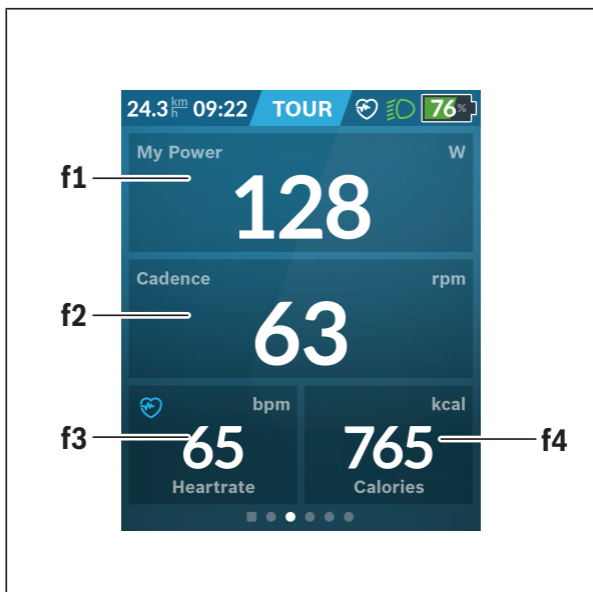 24.3 km/h 09:22 TOUR 76%
My Power W
f1
128
Cadence rpm
f2
63
bpm kcal
f3 65 765 f4
Heartrate Calories